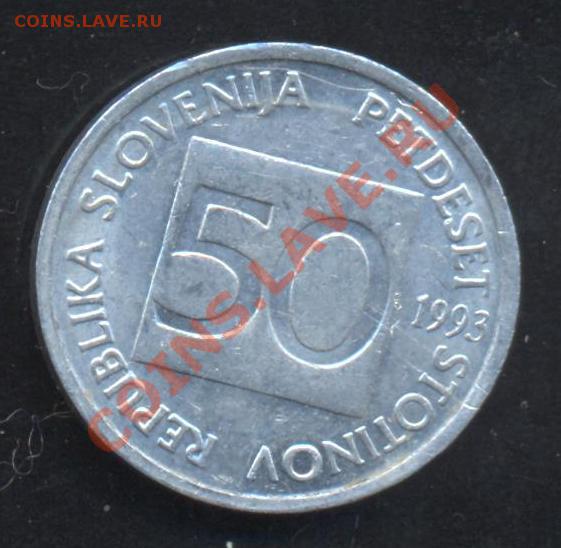 COINS.LAVE.RU
REPUBLIKA SLOVENIJA
PETDESET STOTINOV
50
1993
COINS.LAVE.RU